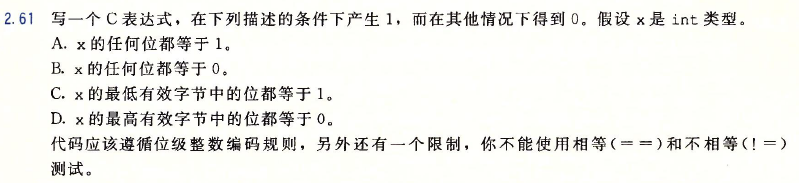 2.61 写一个 C 表达式，在下列描述的条件下产生 1，而在其他情况下得到 0。假设 x 是 int 类型。
A. x 的任何位都等于 1。
B. x 的任何位都等于 0。
C. x 的最低有效字节中的位都等于 1。
D. x 的最高有效字节中的位都等于 0。
代码应该遵循位级整数编码规则，另外还有一个限制，你不能使用相等(＝＝)和不相等(！＝)
测试。